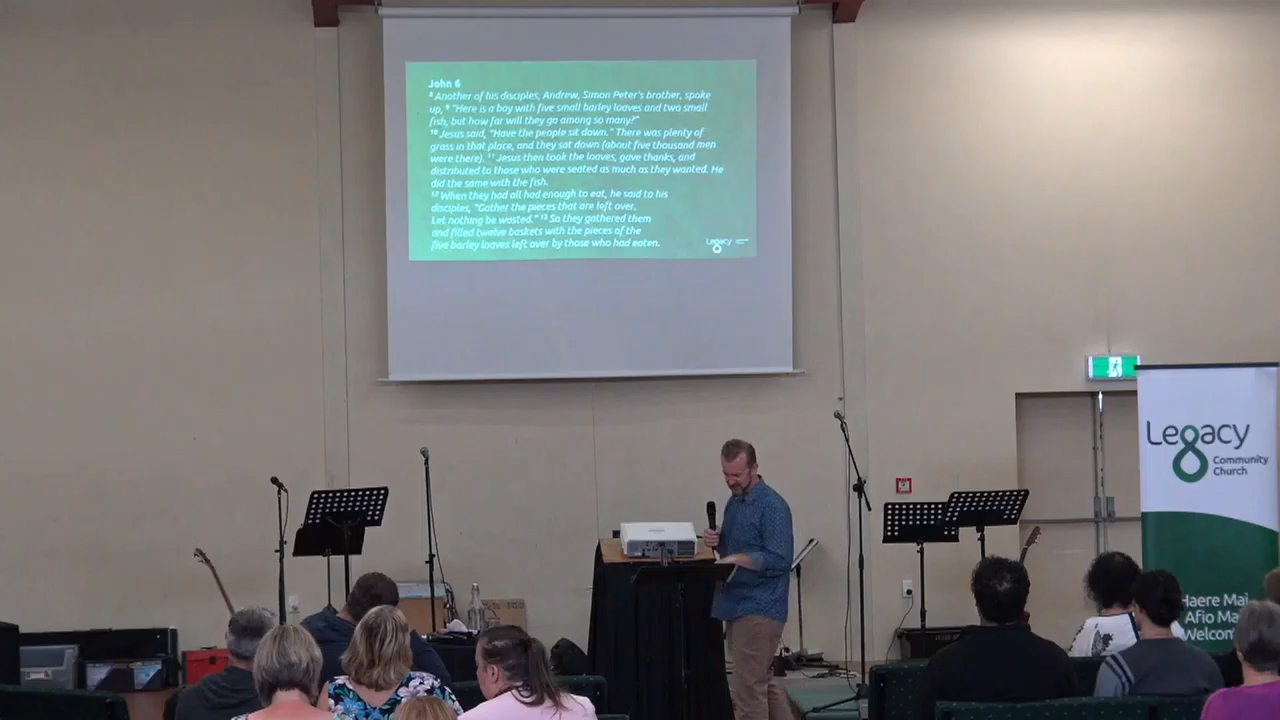 John 6
8 Another of his disciples, Andrew, Simon Peter's brother, spoke
up, 9 "Here is a boy with five small barley loaves and two small
fish, but how far will they go among so many?"
10 Jesus said, "Have the people sit down." There was plenty of
grass in that place, and they sat down (about five thousand men
were there). 11 Jesus then took the loaves, gave thanks, and
distributed to those who were seated as much as they wanted. He
did the same with the fish.
12 When they had all had enough to eat, he said to his
disciples, "Gather the pieces that are left over.
Let nothing be wasted." 13 So they gathered them
and filled twelve baskets with the pieces of the
five barley loaves left over by those who had eaten.
Legacy
Legacy
Community
Church
Haere Mai
Afio Ma
Welcom